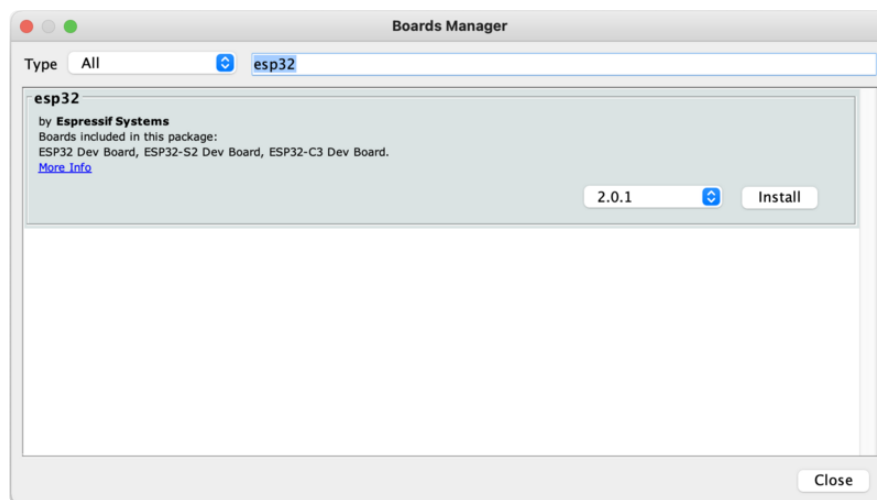 Boards Manager
Type All esp32
esp32
by Espressif Systems
Boards included in this package:
ESP32 Dev Board, ESP32-S2 Dev Board, ESP32-C3 Dev Board.
More Info
2.0.1 Install
Close